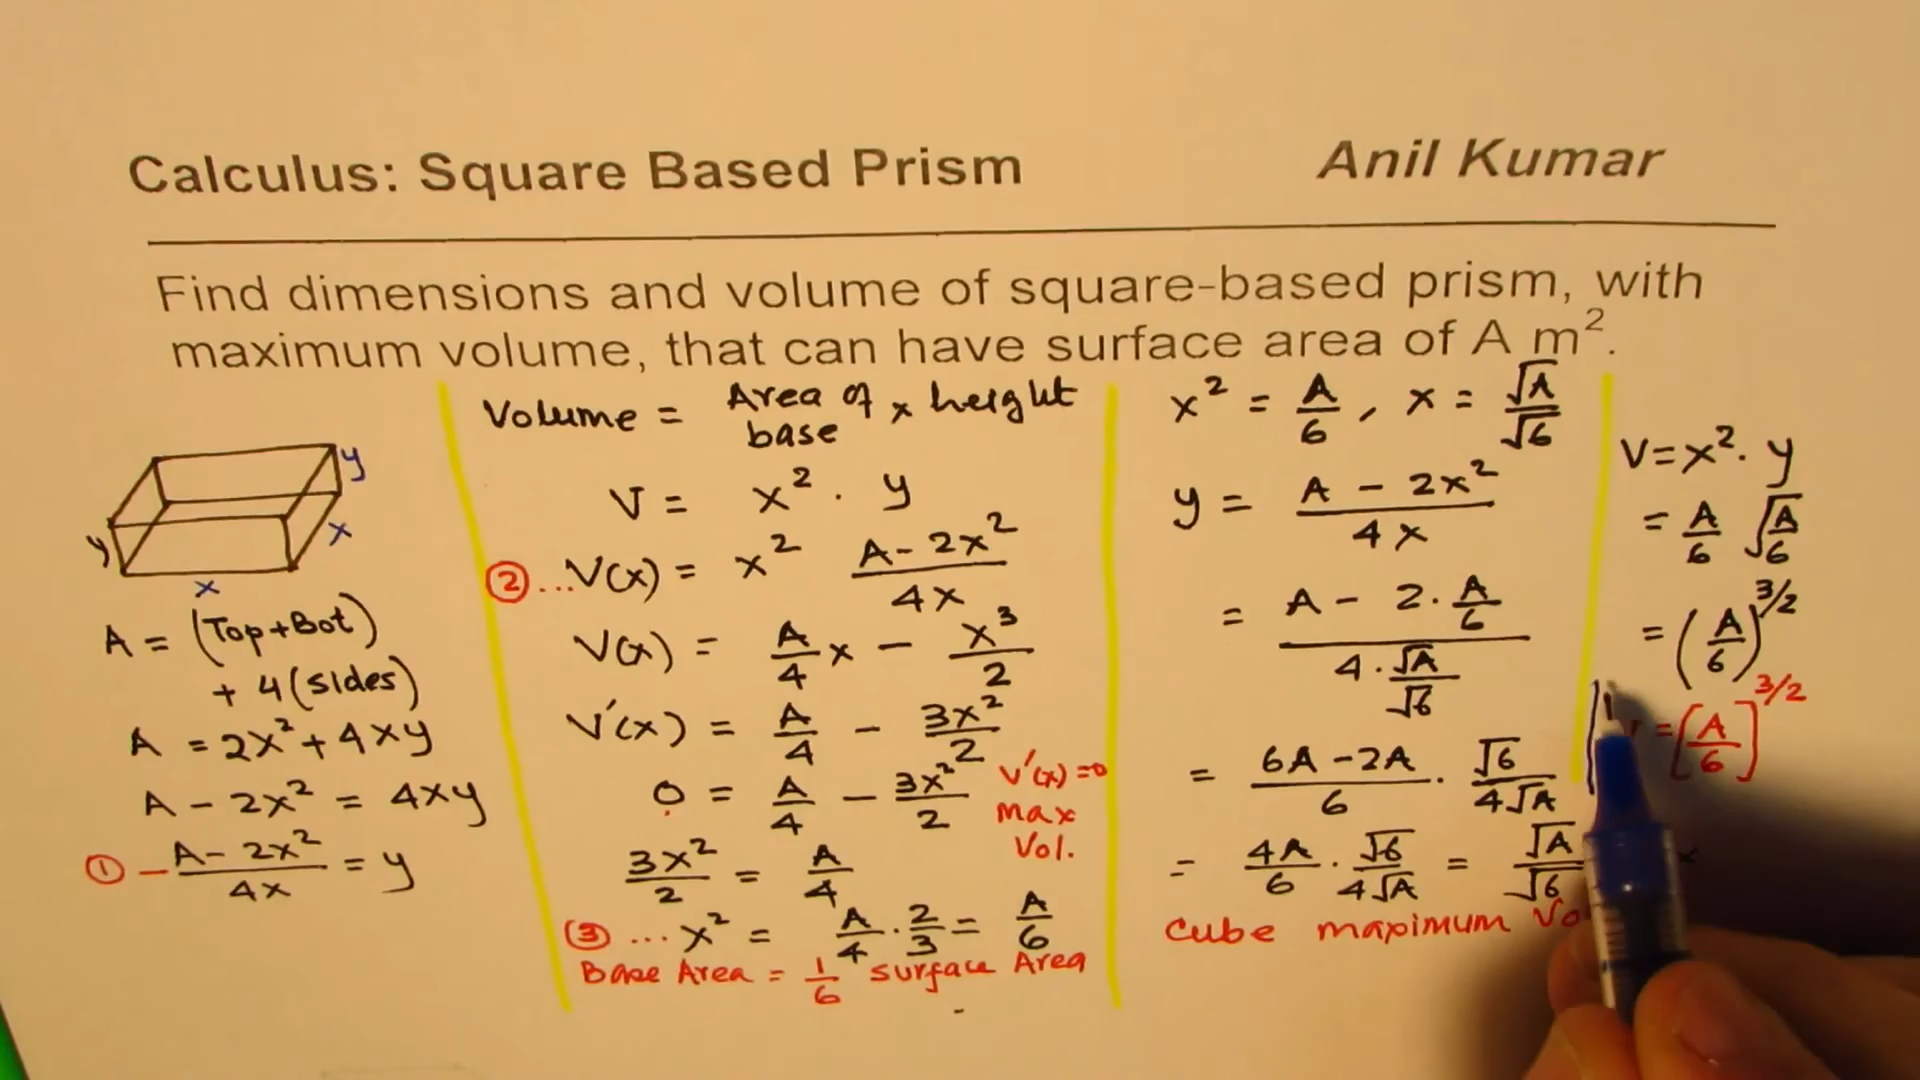 Calculus: Square Based Prism
Anil Kumar
Find dimensions and volume of square-based prism, with
maximum volume, that can have surface area of A m².
y
x
y
x
A = (Top+Bot)
+ 4(sides)
A = 2x² + 4xy
A - 2x² = 4xy
① - (A - 2x²)/(4x) = y
Volume = Area of base x height
V = x² . y
② ... V(x) = x² (A - 2x²)/(4x)
V(x) = A/4 x - x³/2
V'(x) = A/4 - 3x²/2
0 = A/4 - 3x²/2
V'(x) = 0
Max
Vol.
3x²/2 = A/4
③ ... x² = A/4 . 2/3 = A/6
Base Area = 1/6 surface Area
x² = A/6 , x = √A/√6
y = (A - 2x²)/(4x)
= (A - 2 . A/6)/(4 . √A/√6)
= (6A - 2A)/6 . √6/(4√A)
= 4A/6 . √6/(4√A) = √A/√6
Cube maximum
V = x² . y
= A/6 √(A/6)
= (A/6)^3/2
= [A/6]^3/2